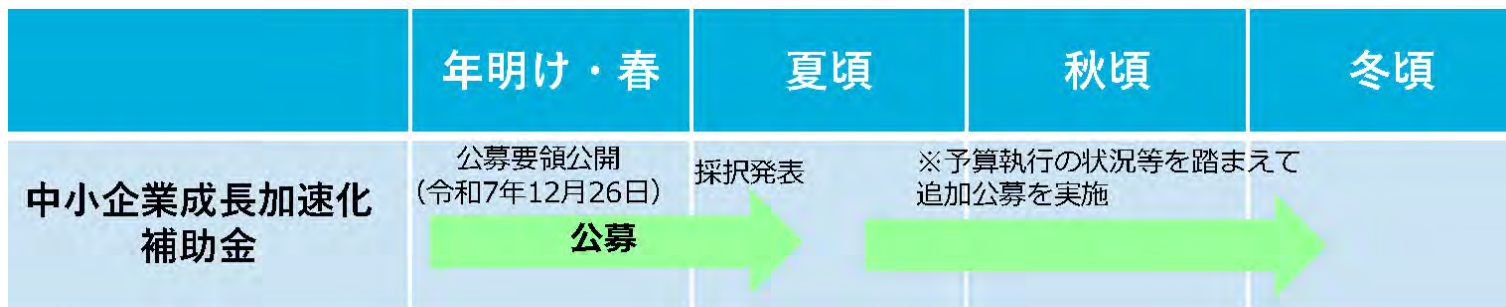 年明け・春
夏頃
秋頃
冬頃
中小企業成長加速化
補助金
公募要領公開
（令和7年12月26日）
公募
採択発表
※予算執行の状況等を踏まえて
追加公募を実施